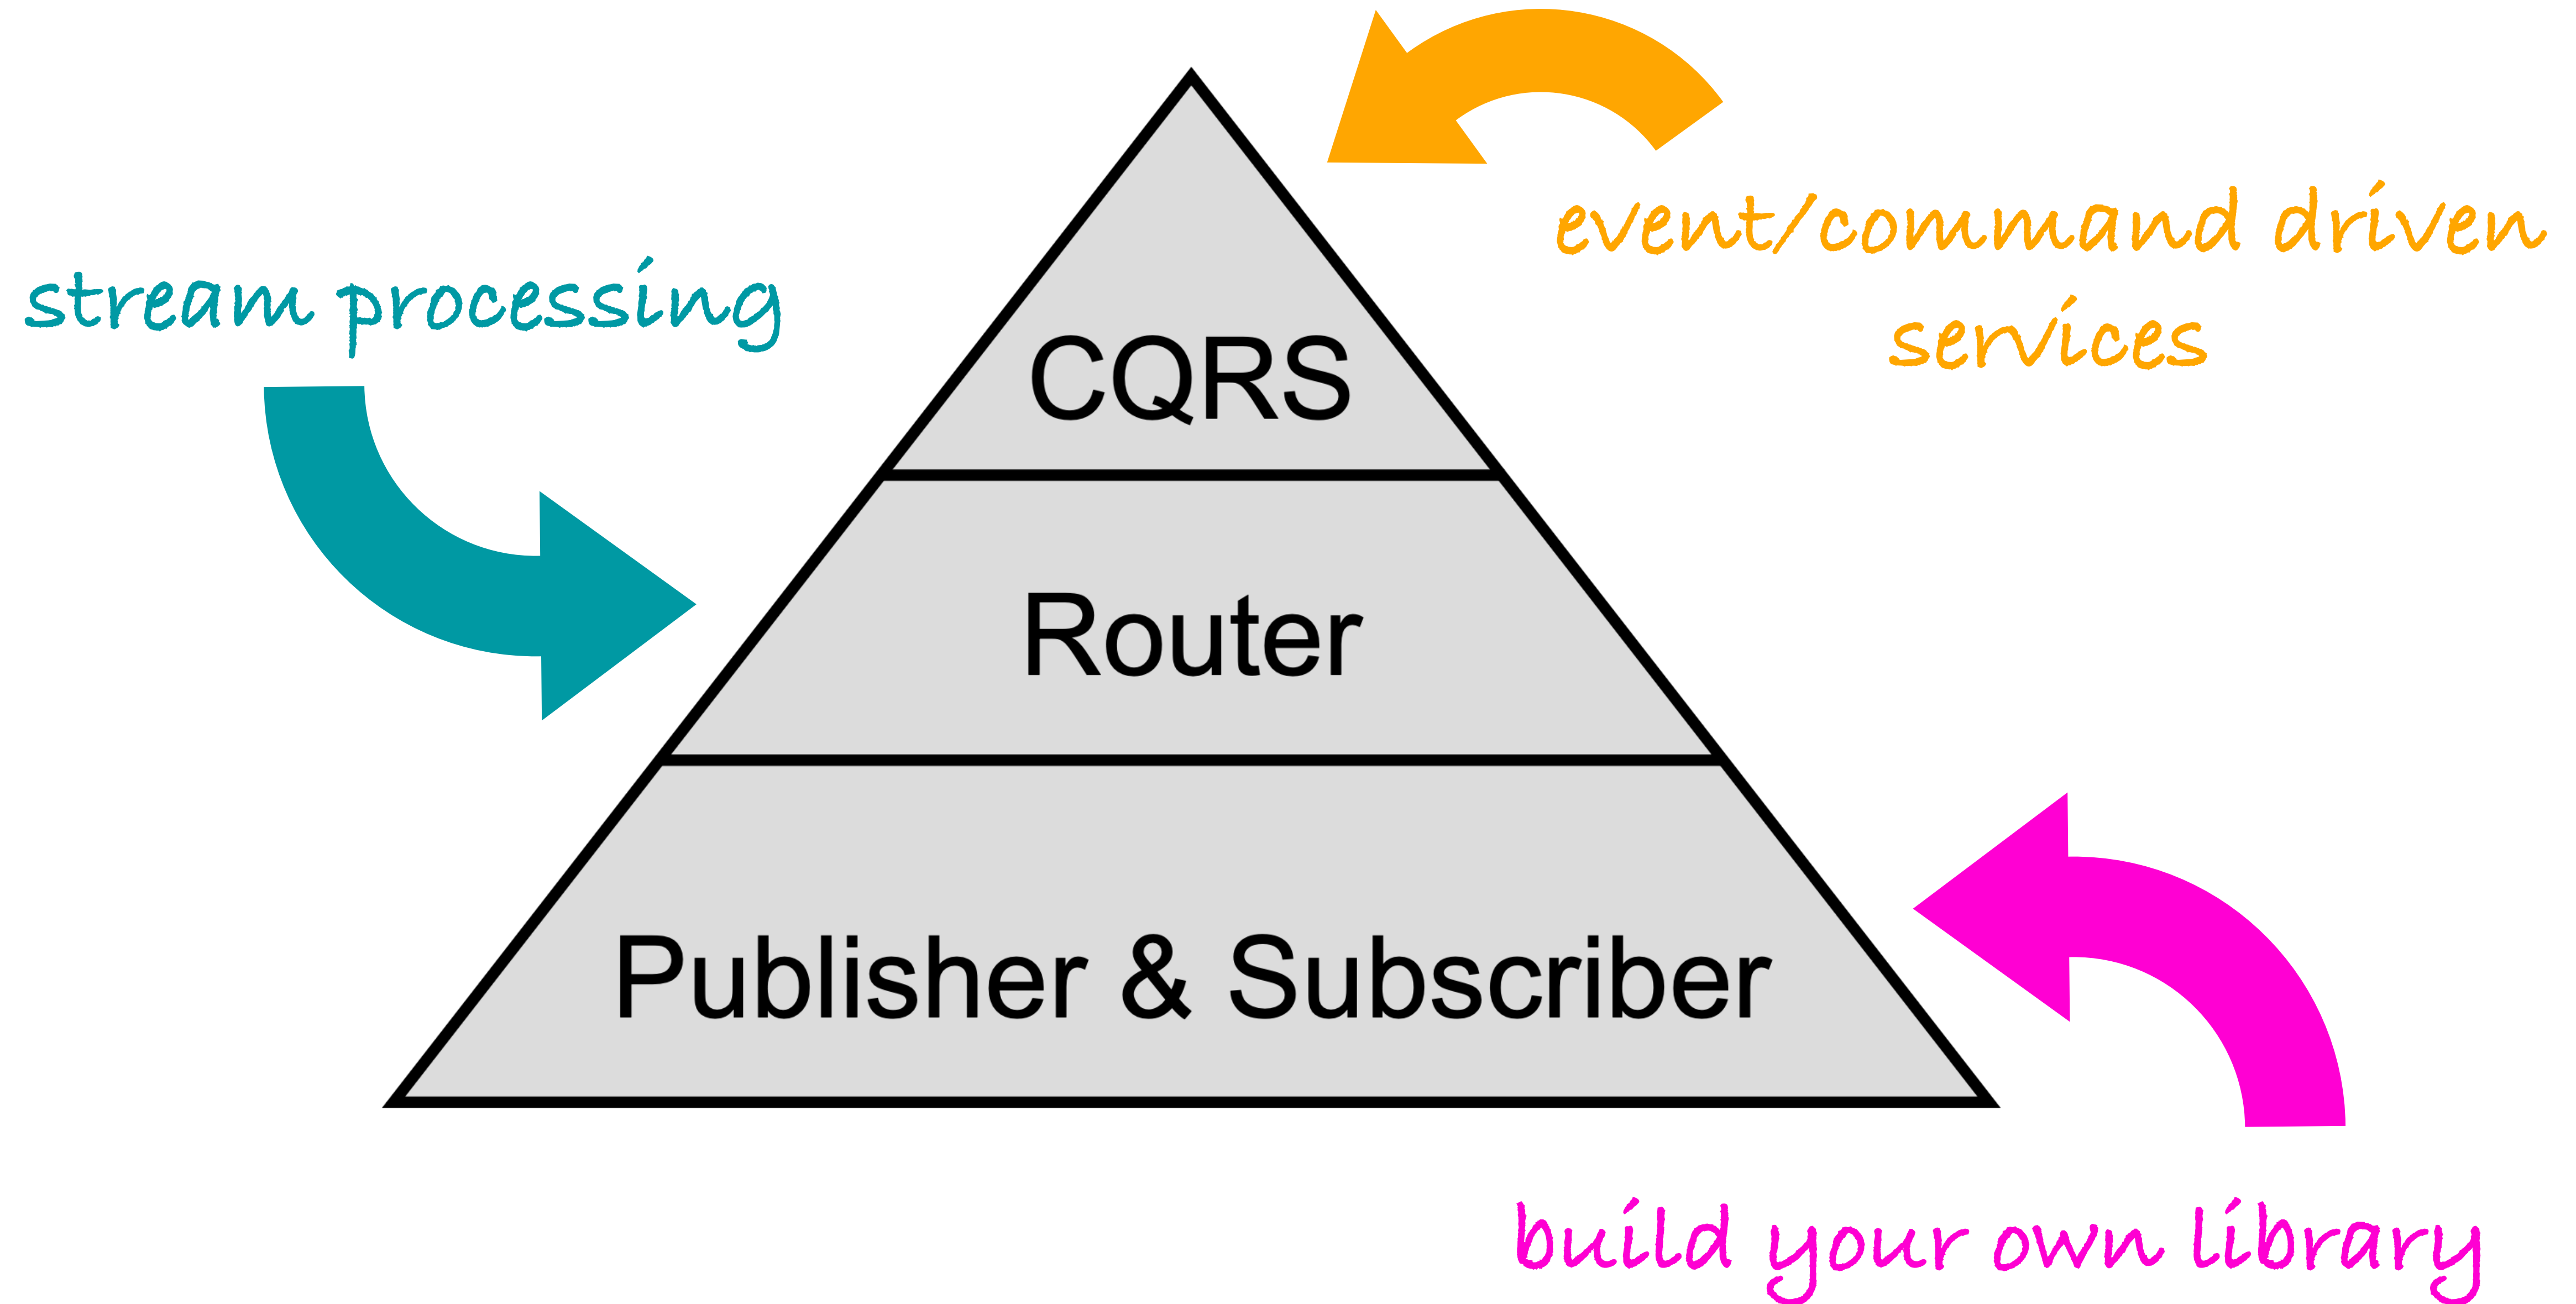 event/command driven
services
stream processing
CQRS
Router
Publisher & Subscriber
build your own library